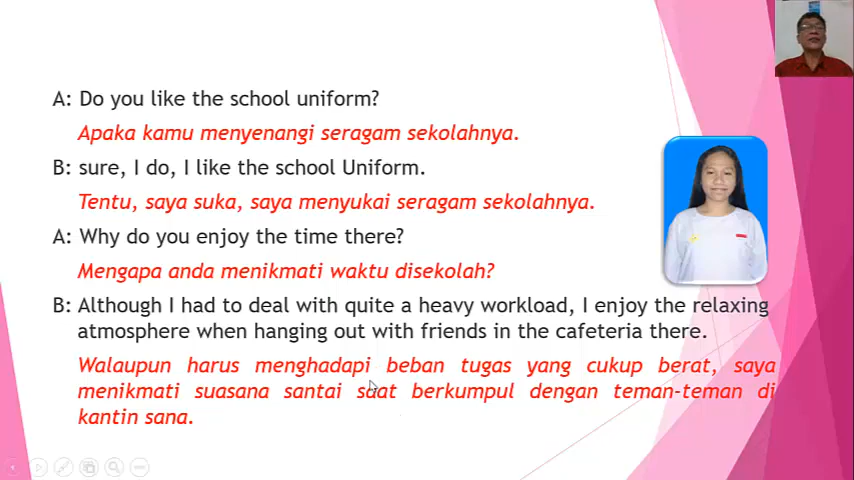 A: Do you like the school uniform?
Apaka kamu menyenangi seragam sekolahnya.
B: sure, I do, I like the school Uniform.
Tentu, saya suka, saya menyukai seragam sekolahnya.
A: Why do you enjoy the time there?
Mengapa anda menikmati waktu disekolah?
B: Although I had to deal with quite a heavy workload, I enjoy the relaxing
atmosphere when hanging out with friends in the cafeteria there.
Walaupun harus menghadapi beban tugas yang cukup berat, saya
menikmati suasana santai saat berkumpul dengan teman-teman di
kantin sana.